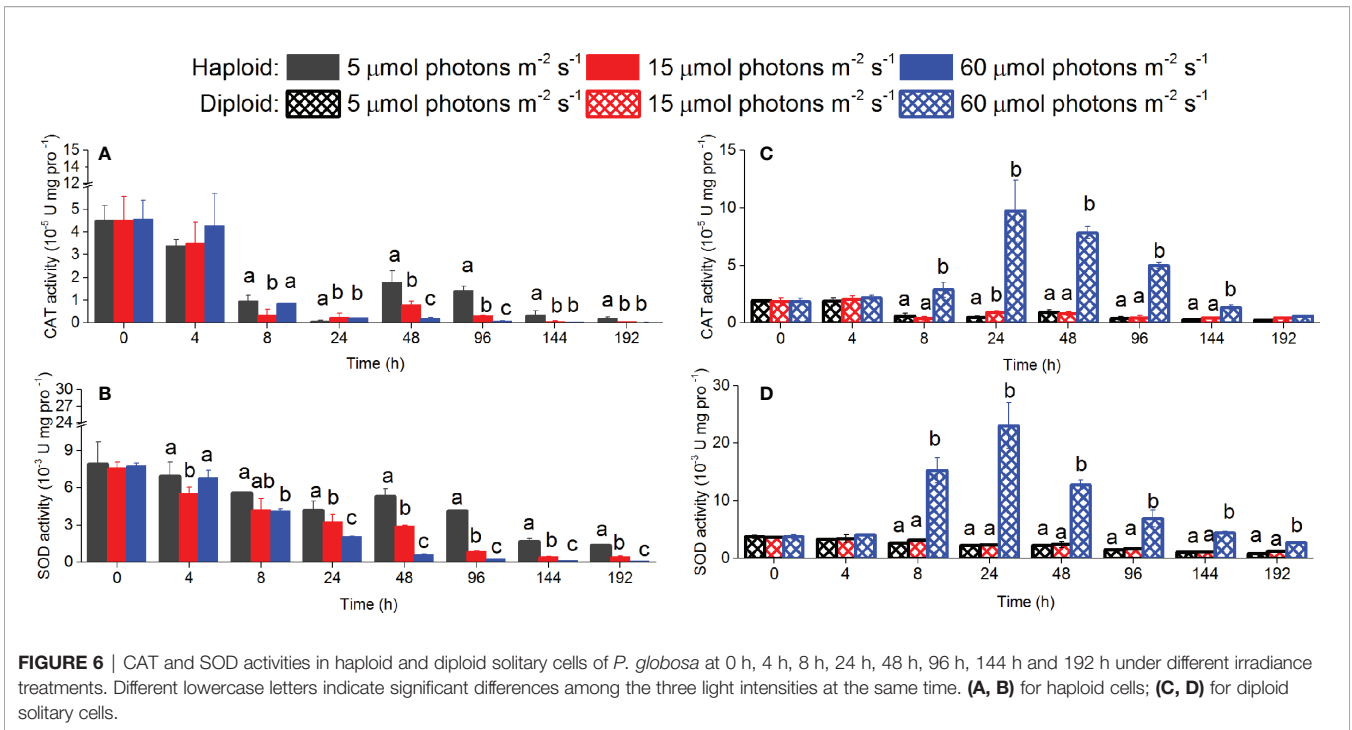 Haploid: 5 μmol photons m⁻² s⁻¹ 15 μmol photons m⁻² s⁻¹ 60 μmol photons m⁻² s⁻¹
Diploid: 5 μmol photons m⁻² s⁻¹ 15 μmol photons m⁻² s⁻¹ 60 μmol photons m⁻² s⁻¹
A
CAT activity (10⁻⁵ U mg pro⁻¹)
15
14
13
12
5
4
3
2
1
0
a b a
a b b
a b c
a b c
a b b
a b b
0 4 8 24 48 96 144 192
Time (h)
C
CAT activity (10⁻⁵ U mg pro⁻¹)
15
10
5
0
a a b
a b b
a a b
a a b
a a b
0 4 8 24 48 96 144 192
Time (h)
B
SOD activity (10⁻³ U mg pro⁻¹)
30
27
24
9
6
3
0
a b a
a ab b
a b c
a b c
a b c
a b c
a b c
0 4 8 24 48 96 144 192
Time (h)
D
SOD activity (10⁻³ U mg pro⁻¹)
30
20
10
0
a a b
a a b
a a b
a a b
a a b
a a b
0 4 8 24 48 96 144 192
Time (h)
FIGURE 6 | CAT and SOD activities in haploid and diploid solitary cells of P. globosa at 0 h, 4 h, 8 h, 24 h, 48 h, 96 h, 144 h and 192 h under different irradiance
treatments. Different lowercase letters indicate significant differences among the three light intensities at the same time. (A, B) for haploid cells; (C, D) for diploid
solitary cells.